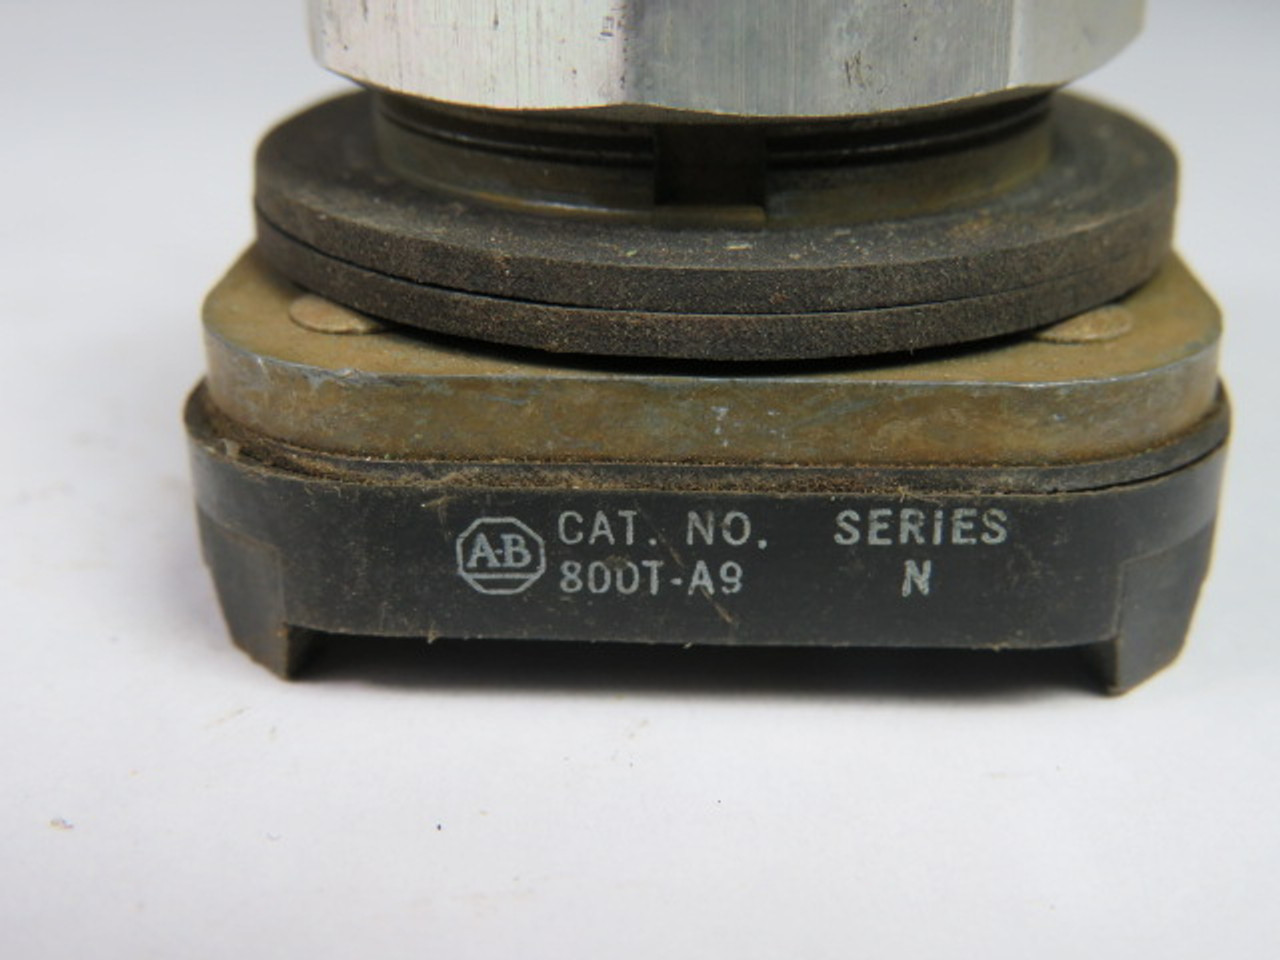 A-B CAT. NO. SERIES
800T-A9 N